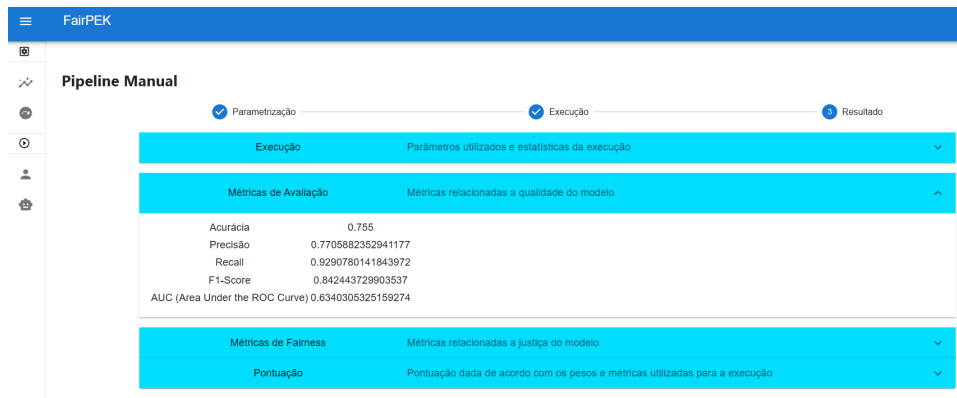 FairPEK
Pipeline Manual
Parametrização
Execução
3 Resultado
Execução Parâmetros utilizados e estatísticas da execução
Métricas de Avaliação Métricas relacionadas a qualidade do modelo
Acurácia 0.755
Precisão 0.7705882352941177
Recall 0.9290780141843972
F1-Score 0.842443729903537
AUC (Area Under the ROC Curve) 0.6340305325159274
Métricas de Fairness Métricas relacionadas a justiça do modelo
Pontuação Pontuação dada de acordo com os pesos e métricas utilizadas para a execução